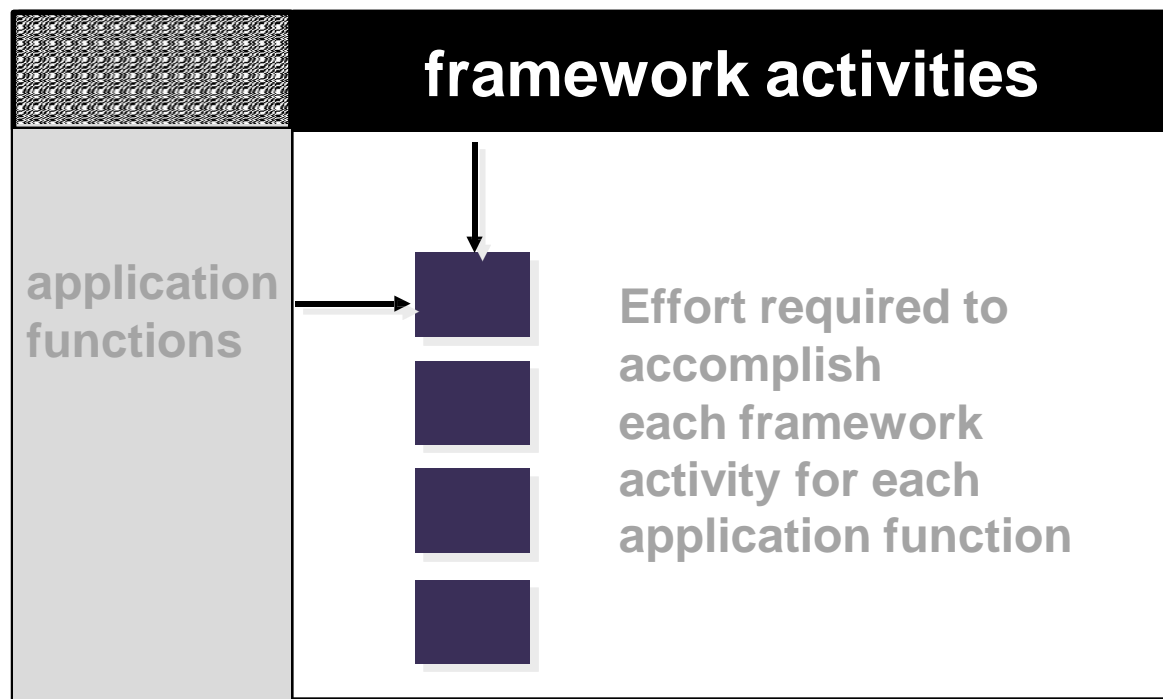 framework activities
application
functions
Effort required to
accomplish
each framework
activity for each
application function